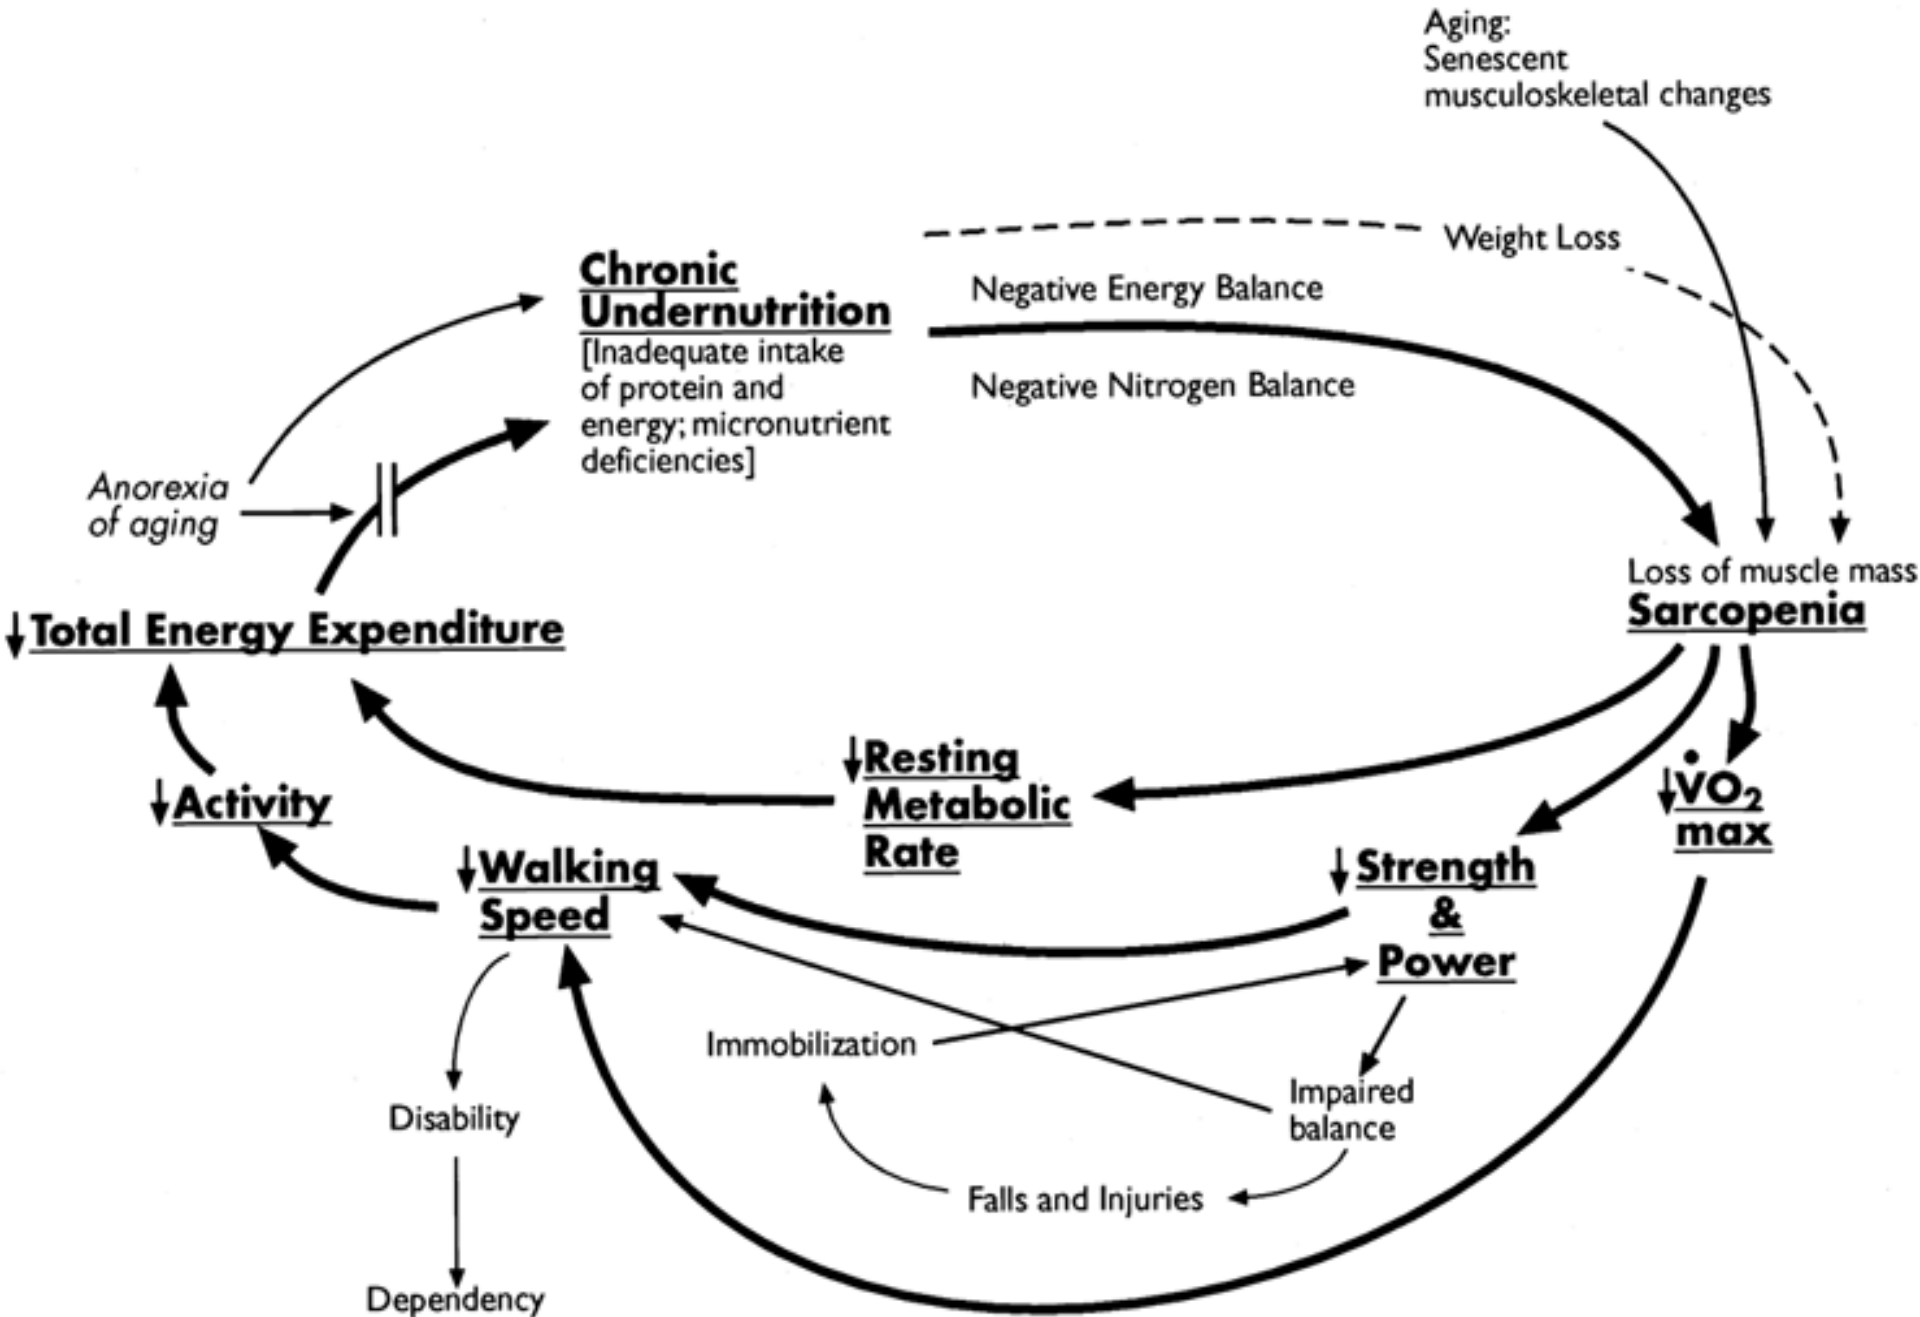 Aging:
Senescent
musculoskeletal changes
Weight Loss
Chronic
Undernutrition
[Inadequate intake
of protein and
energy; micronutrient
deficiencies]
Negative Energy Balance
Negative Nitrogen Balance
Anorexia
of aging
↓Total Energy Expenditure
Loss of muscle mass
Sarcopenia
↓Resting
Metabolic
Rate
↓V̇O₂
max
↓Activity
↓Walking
Speed
↓Strength
&
Power
Immobilization
Impaired
balance
Disability
Falls and Injuries
Dependency